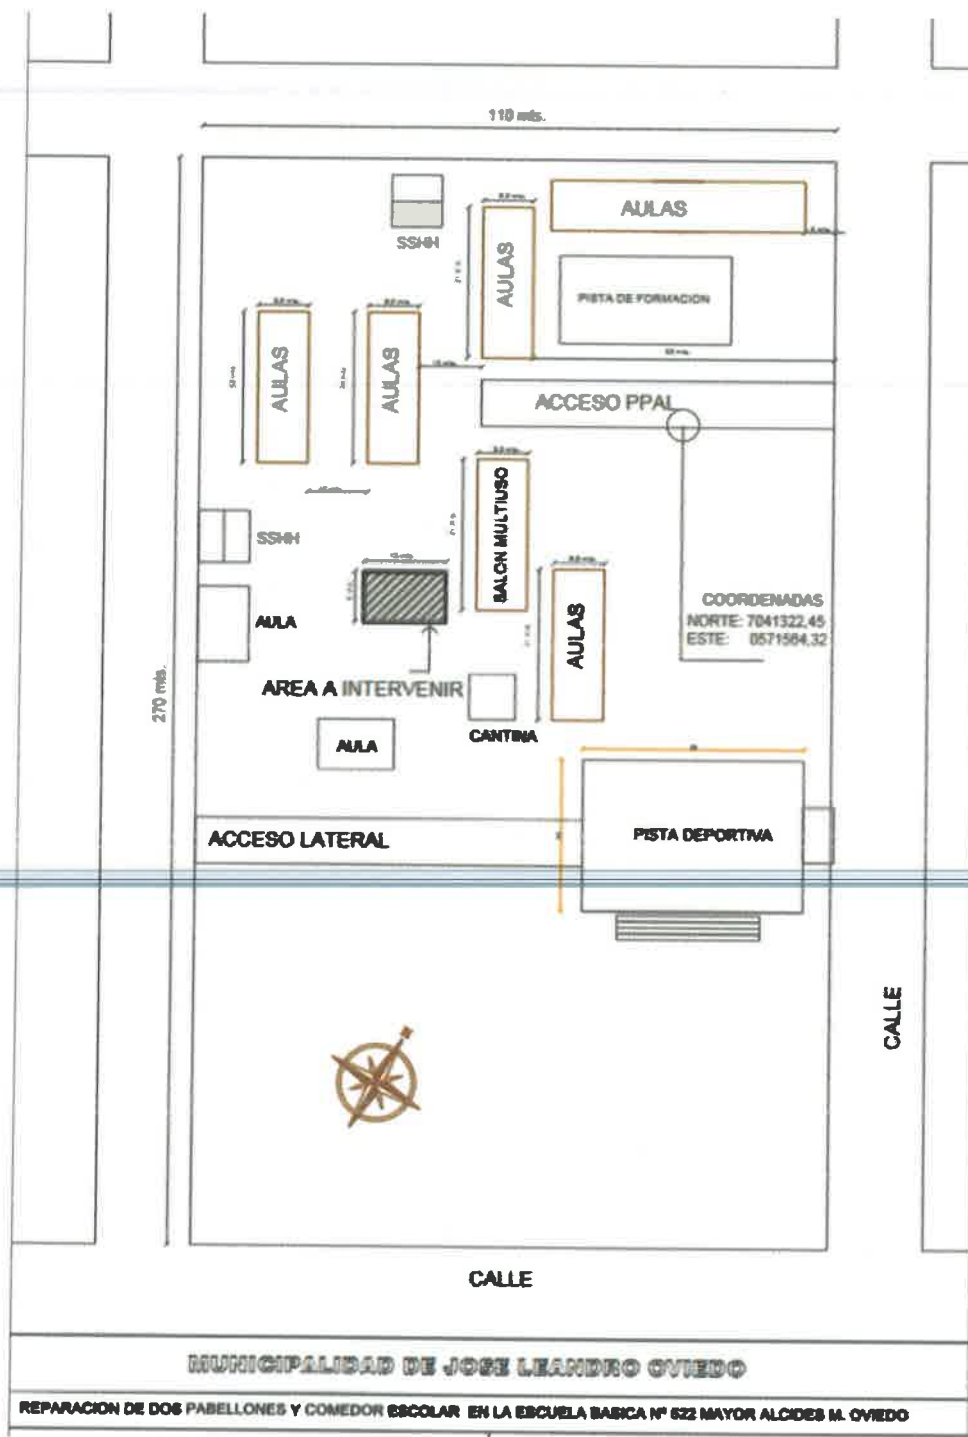 110 mts.
AULAS
SSHH
AULAS
PISTA DE FORMACION
AULAS
AULAS
ACCESO PPAL
SALON MULTIUSO
SSHH
COORDENADAS
NORTE: 7041322,45
ESTE: 0571564,32
AULA
AULAS
AREA A INTERVENIR
270 mts.
CANTINA
AULA
ACCESO LATERAL
PISTA DEPORTIVA
CALLE
CALLE
MUNICIPALIDAD DE JOSE LEANDRO OVIEDO
REPARACION DE DOS PABELLONES Y COMEDOR ESCOLAR EN LA ESCUELA BASICA Nº 522 MAYOR ALCIDES M. OVIEDO